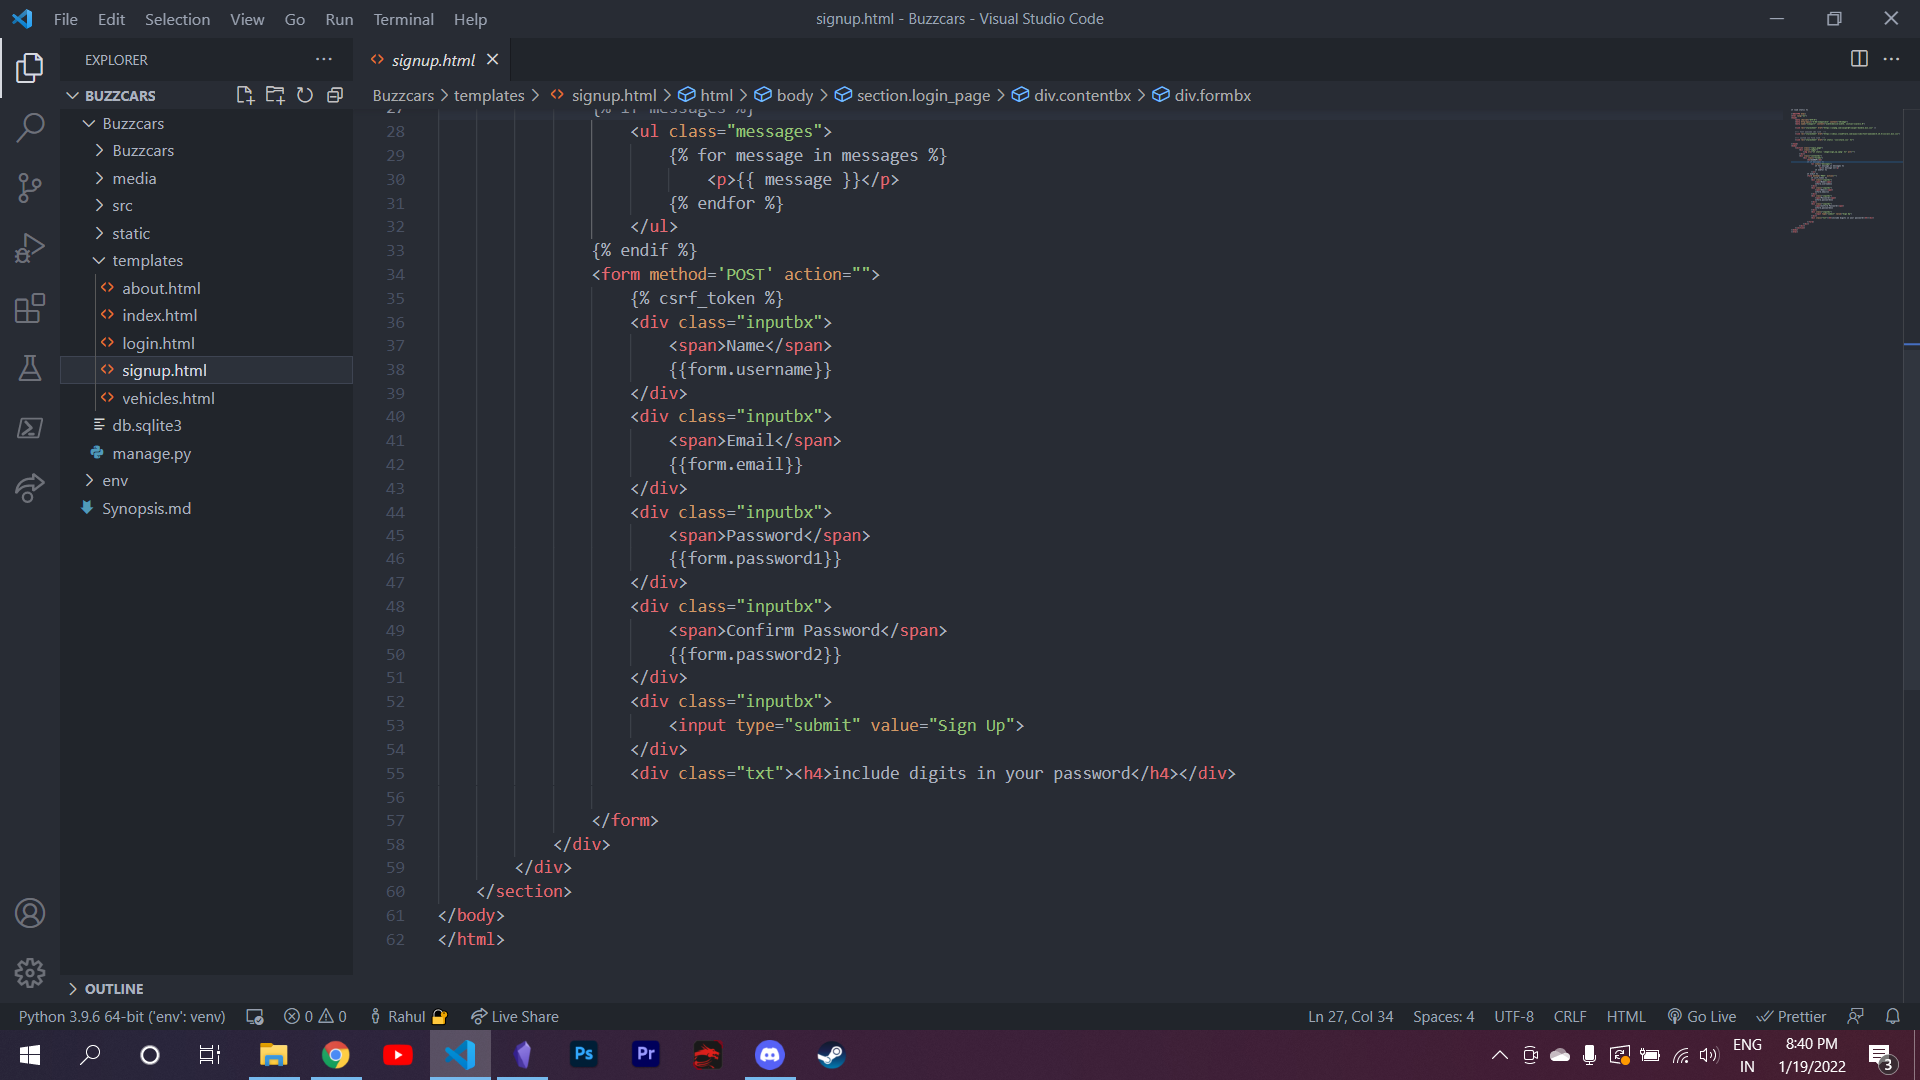 File Edit Selection View Go Run Terminal Help
signup.html - Buzzcars - Visual Studio Code
EXPLORER
signup.html
BUZZCARS
Buzzcars > templates > signup.html > html > body > section.login_page > div.contentbx > div.formbx
Buzzcars
Buzzcars
media
src
static
templates
about.html
index.html
login.html
signup.html
vehicles.html
db.sqlite3
manage.py
env
Synopsis.md
OUTLINE
27 {% if messages %}
28 <ul class="messages">
29 {% for message in messages %}
30 <p>{{ message }}</p>
31 {% endfor %}
32 </ul>
33 {% endif %}
34 <form method='POST' action="">
35 {% csrf_token %}
36 <div class="inputbx">
37 <span>Name</span>
38 {{form.username}}
39 </div>
40 <div class="inputbx">
41 <span>Email</span>
42 {{form.email}}
43 </div>
44 <div class="inputbx">
45 <span>Password</span>
46 {{form.password1}}
47 </div>
48 <div class="inputbx">
49 <span>Confirm Password</span>
50 {{form.password2}}
51 </div>
52 <div class="inputbx">
53 <input type="submit" value="Sign Up">
54 </div>
55 <div class="txt"><h4>include digits in your password</h4></div>
56
57 </form>
58 </div>
59 </div>
60 </section>
61 </body>
62 </html>
Python 3.9.6 64-bit ('env': venv) 0 0 Rahul Live Share
Ln 27, Col 34 Spaces: 4 UTF-8 CRLF HTML Go Live Prettier
Ps Pr
ENG
IN
8:40 PM
1/19/2022
3